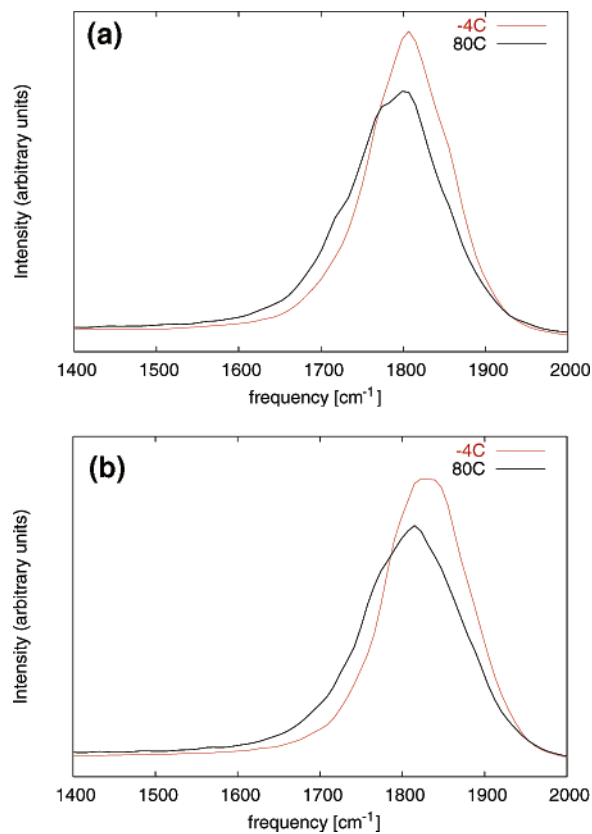 (a)
-4C
80C
Intensity (arbitrary units)
1400 1500 1600 1700 1800 1900 2000
frequency [cm⁻¹]
(b)
-4C
80C
Intensity (arbitrary units)
1400 1500 1600 1700 1800 1900 2000
frequency [cm⁻¹]